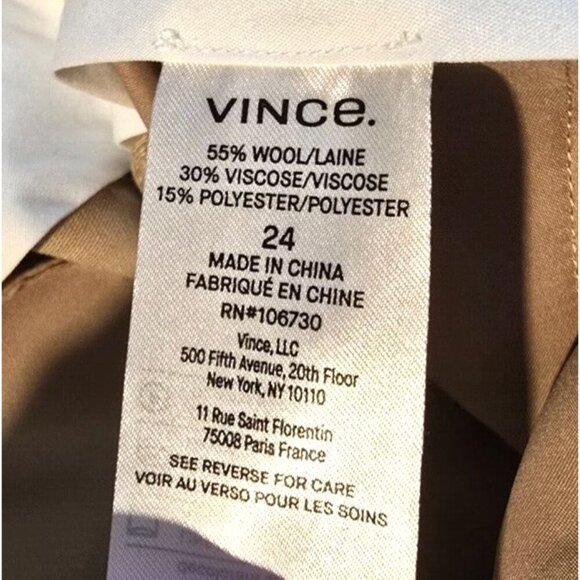 VINCE.
55% WOOL/LAINE
30% VISCOSE/VISCOSE
15% POLYESTER/POLYESTER
24
MADE IN CHINA
FABRIQUÉ EN CHINE
RN#106730
Vince, LLC
500 Fifth Avenue, 20th Floor
New York, NY 10110
11 Rue Saint Florentin
75008 Paris France
SEE REVERSE FOR CARE
VOIR AU VERSO POUR LES SOINS